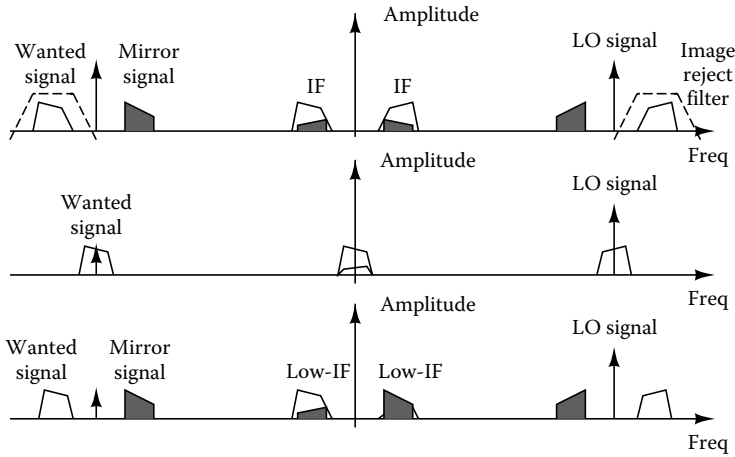 Amplitude
Wanted
signal
Mirror
signal
IF
IF
LO signal
Image
reject
filter
Freq
Amplitude
Wanted
signal
LO signal
Freq
Amplitude
Wanted
signal
Mirror
signal
Low-IF
Low-IF
LO signal
Freq